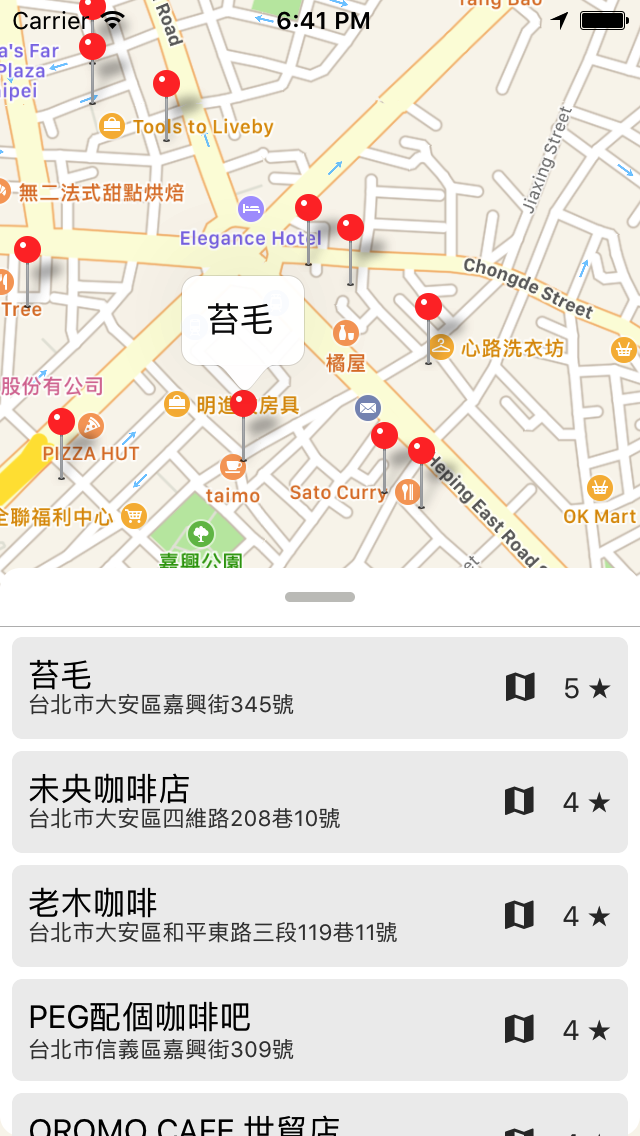 Carrier 6:41 PM
Tang Bao
Road
a's Far
Plaza
aipei
Tools to Liveby
Jiaxing Street
無二法式甜點烘焙
Elegance Hotel
Chongde Street
Tree
苔毛
心路洗衣坊
橘屋
股份有公司
明進 房具
PIZZA HUT
taimo
Sato Curry
Heping East Road S
全聯福利中心
OK Mart
嘉興公園
苔毛
台北市大安區嘉興街345號
5 ★
未央咖啡店
台北市大安區四維路208巷10號
4 ★
老木咖啡
台北市大安區和平東路三段119巷11號
4 ★
PEG配個咖啡吧
台北市信義區嘉興街309號
4 ★
OROMO CAFE 世貿店